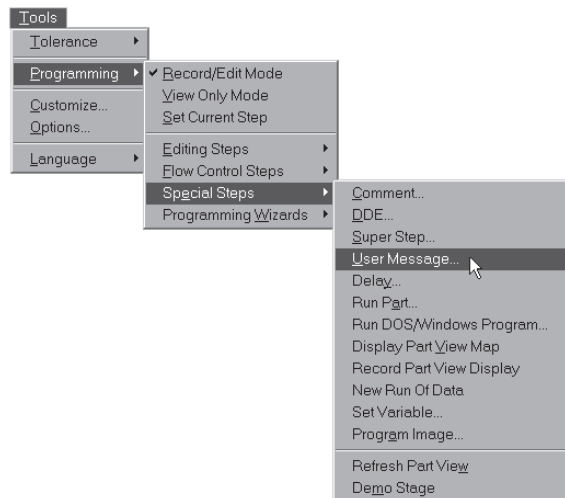 Tools
Tolerance
Programming
Customize...
Options...
Language
Record/Edit Mode
View Only Mode
Set Current Step
Editing Steps
Flow Control Steps
Special Steps
Programming Wizards
Comment...
DDE...
Super Step...
User Message...
Delay...
Run Part...
Run DOS/Windows Program...
Display Part View Map
Record Part View Display
New Run Of Data
Set Variable...
Program Image...
Refresh Part View
Demo Stage